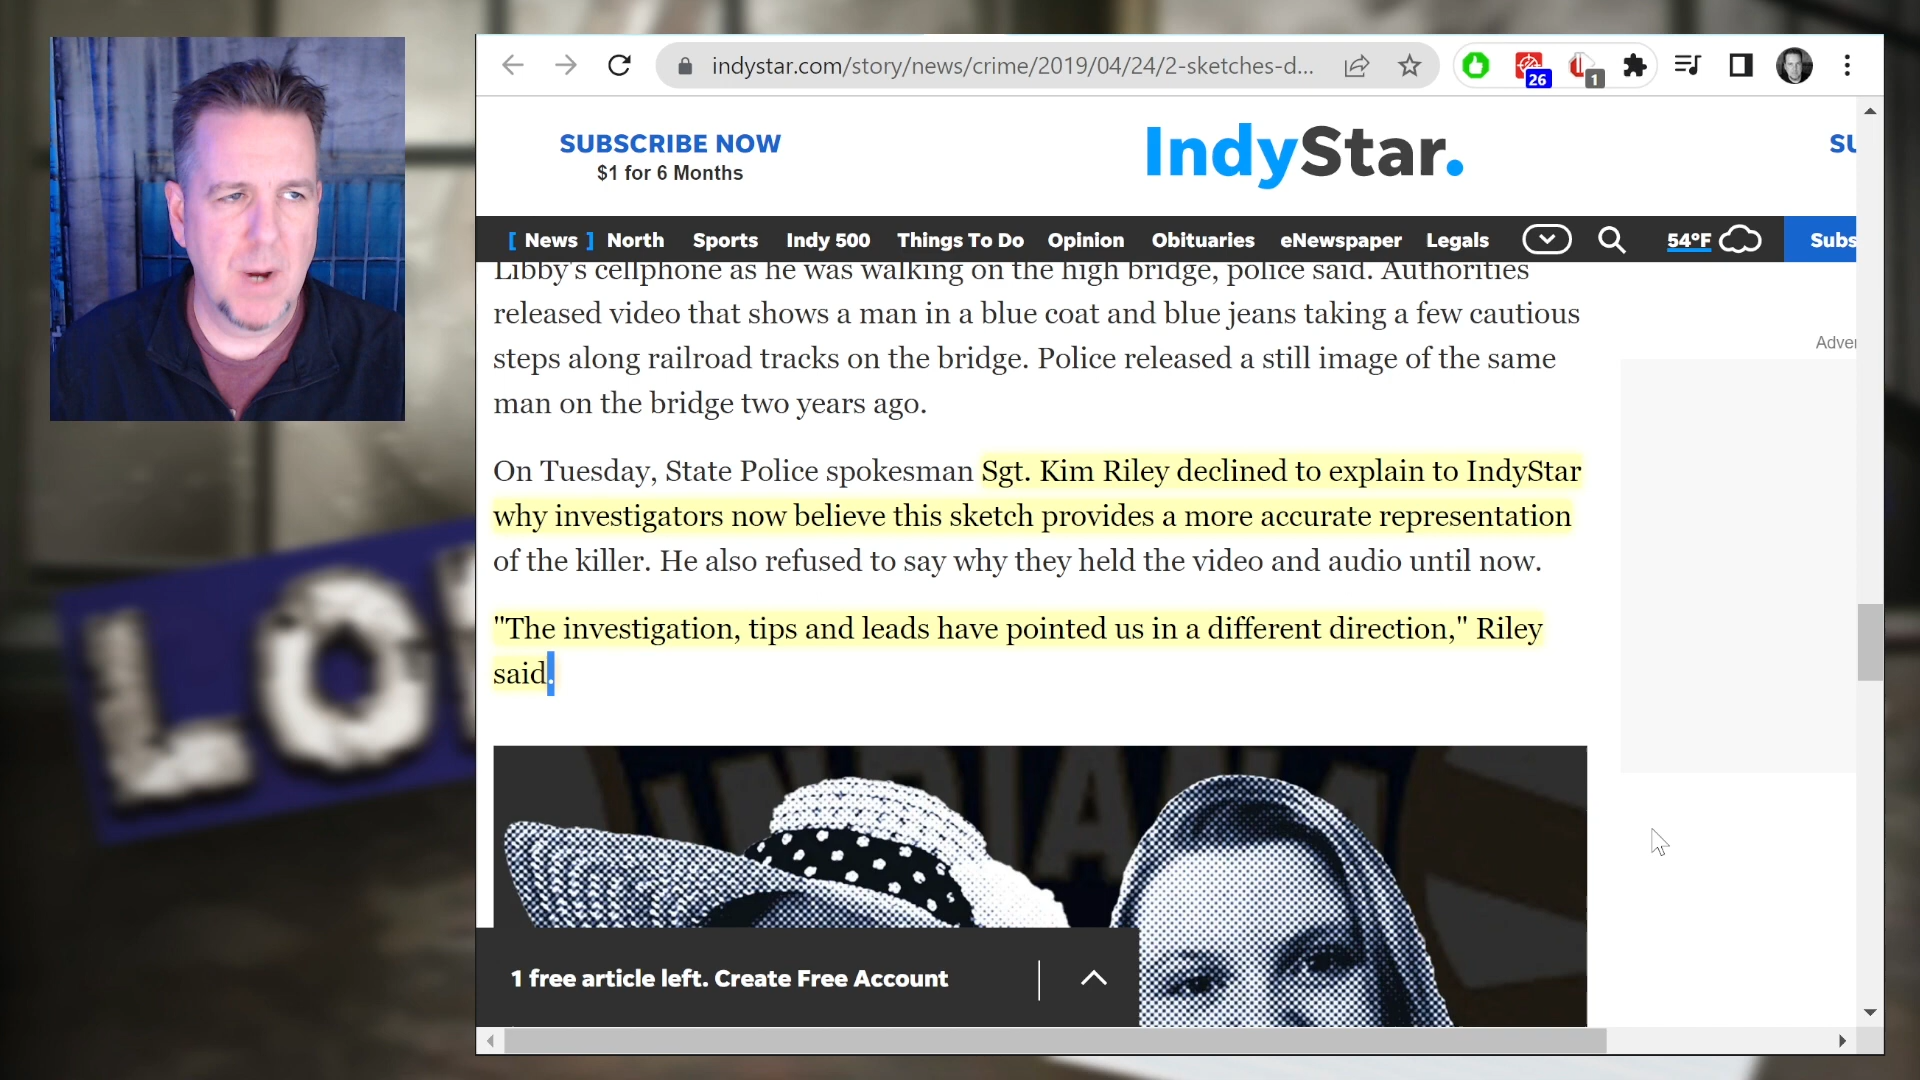 indystar.com/story/news/crime/2019/04/24/2-sketches-d...
26
1
SUBSCRIBE NOW
$1 for 6 Months
IndyStar.
SU
[ News ] North Sports Indy 500 Things To Do Opinion Obituaries eNewspaper Legals 54°F Subs
Libby's cellphone as he was walking on the high bridge, police said. Authorities
released video that shows a man in a blue coat and blue jeans taking a few cautious
steps along railroad tracks on the bridge. Police released a still image of the same
man on the bridge two years ago.
Adver
On Tuesday, State Police spokesman Sgt. Kim Riley declined to explain to IndyStar
why investigators now believe this sketch provides a more accurate representation
of the killer. He also refused to say why they held the video and audio until now.
"The investigation, tips and leads have pointed us in a different direction," Riley
said.
LO
INDIANA
1 free article left. Create Free Account